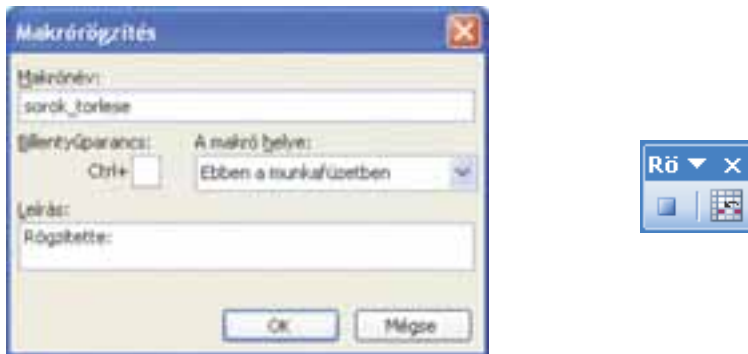 Makrórögzítés
Makrónév:
sorok_torlese
Billentyűparancs: A makró helye:
Ctrl+ Ebben a munkafüzetben
Leírás:
Rögzítette:
OK Mégse
Rö